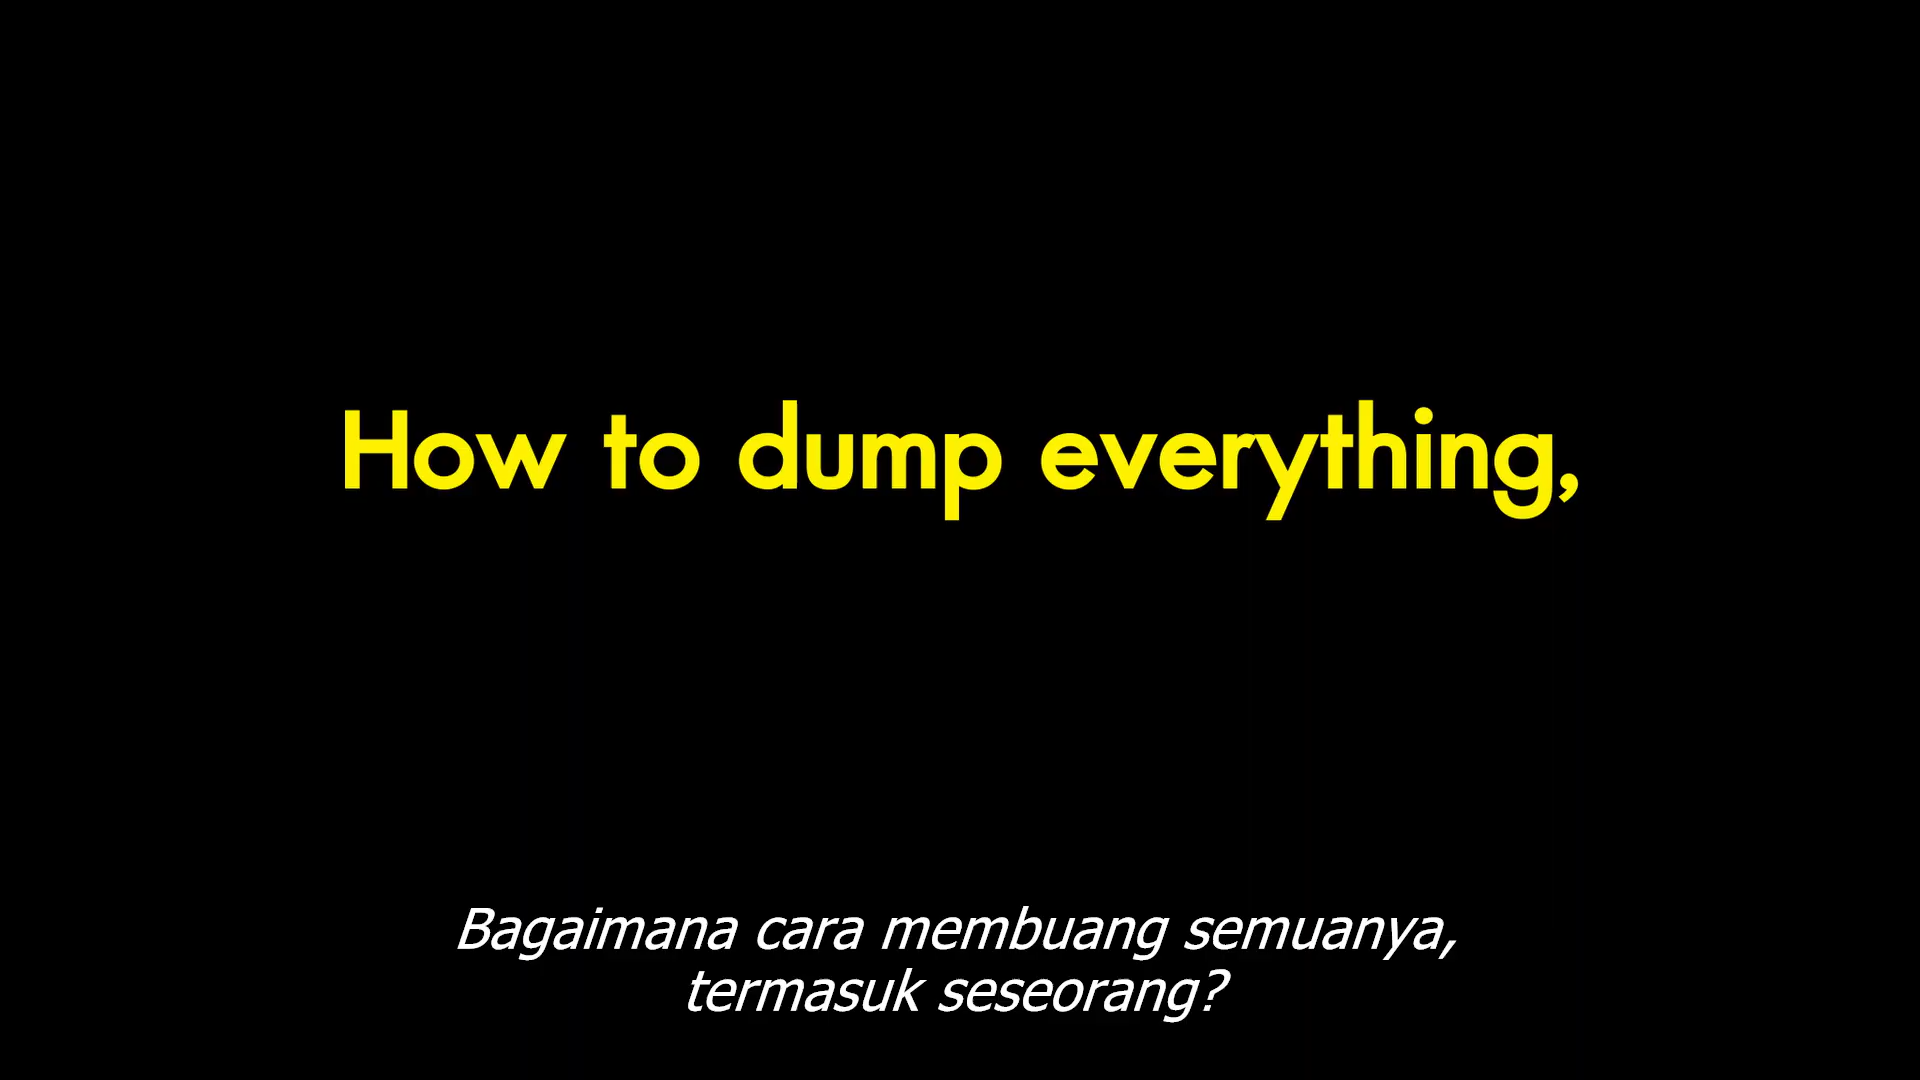 How to dump everything,
Bagaimana cara membuang semuanya,
termasuk seseorang?